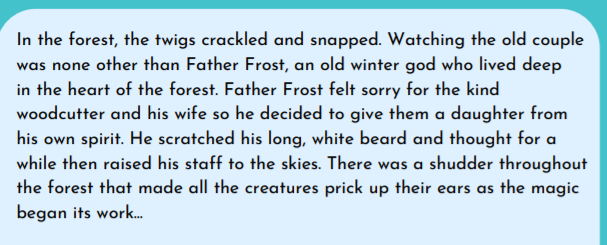 In the forest, the twigs crackled and snapped. Watching the old couple
was none other than Father Frost, an old winter god who lived deep
in the heart of the forest. Father Frost felt sorry for the kind
woodcutter and his wife so he decided to give them a daughter from
his own spirit. He scratched his long, white beard and thought for a
while then raised his staff to the skies. There was a shudder throughout
the forest that made all the creatures prick up their ears as the magic
began its work...